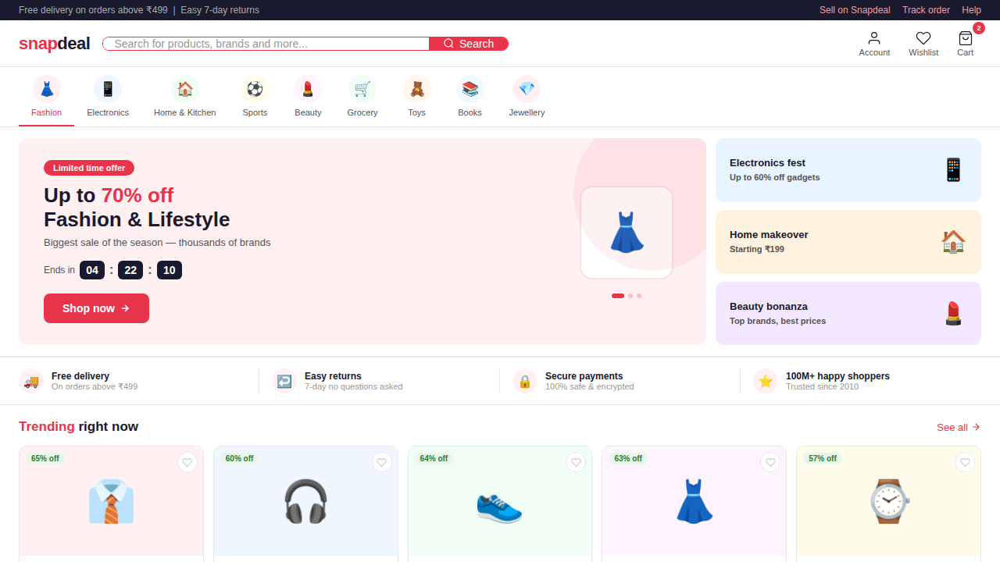 Free delivery on orders above ₹499 | Easy 7-day returns
Sell on Snapdeal Track order Help
snapdeal
Search for products, brands and more...
Search
Account
Wishlist
2
Cart
Fashion
Electronics
Home & Kitchen
Sports
Beauty
Grocery
Toys
Books
Jewellery
Limited time offer
Up to 70% off
Fashion & Lifestyle
Biggest sale of the season — thousands of brands
Ends in 04 : 22 : 10
Shop now
Electronics fest
Up to 60% off gadgets
Home makeover
Starting ₹199
Beauty bonanza
Top brands, best prices
Free delivery
On orders above ₹499
Easy returns
7-day no questions asked
Secure payments
100% safe & encrypted
100M+ happy shoppers
Trusted since 2010
Trending right now
See all
65% off
60% off
64% off
63% off
57% off